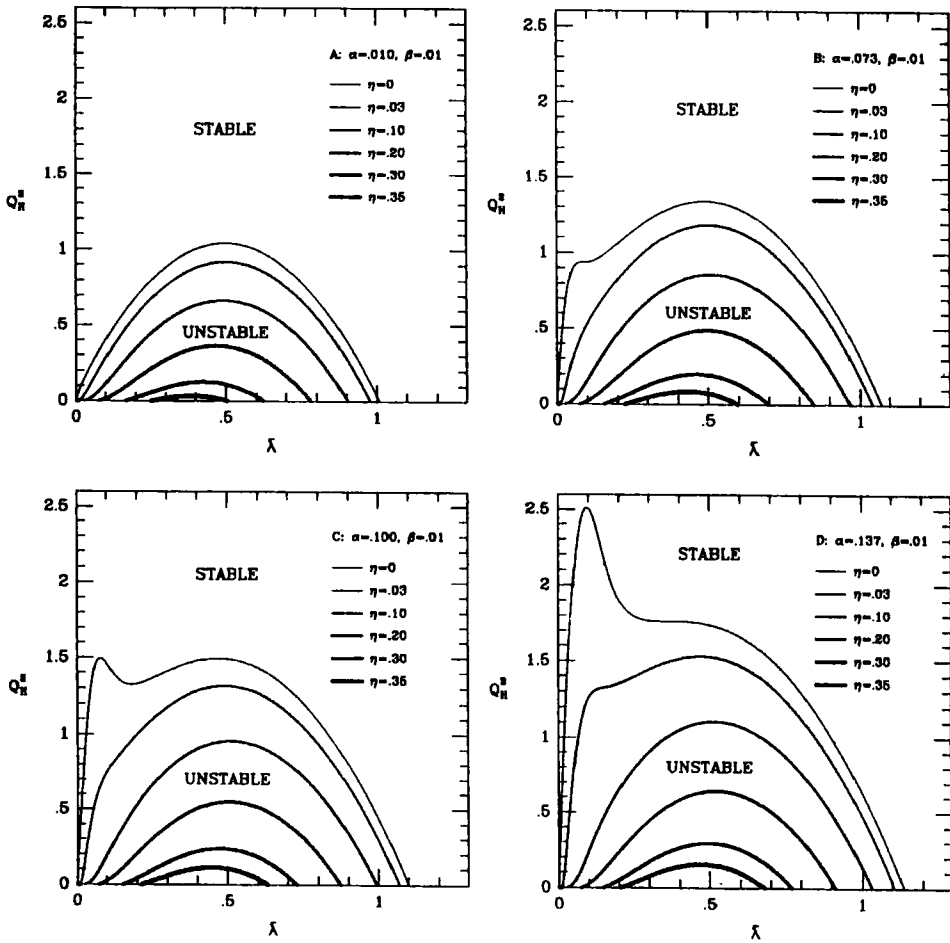 2.5
A: α=.010, β=.01
η=0
η=.03
η=.10
η=.20
η=.30
η=.35
2
STABLE
1.5
Q_H^s
1
UNSTABLE
.5
0
0
.5
1
λ̄
2.5
B: α=.073, β=.01
η=0
η=.03
η=.10
η=.20
η=.30
η=.35
2
STABLE
1.5
Q_H^s
1
UNSTABLE
.5
0
0
.5
1
λ̄
2.5
C: α=.100, β=.01
η=0
η=.03
η=.10
η=.20
η=.30
η=.35
STABLE
2
1.5
Q_H^s
1
UNSTABLE
.5
0
0
.5
1
λ̄
2.5
D: α=.137, β=.01
η=0
η=.03
η=.10
η=.20
η=.30
η=.35
STABLE
2
1.5
Q_H^s
1
UNSTABLE
.5
0
0
.5
1
λ̄